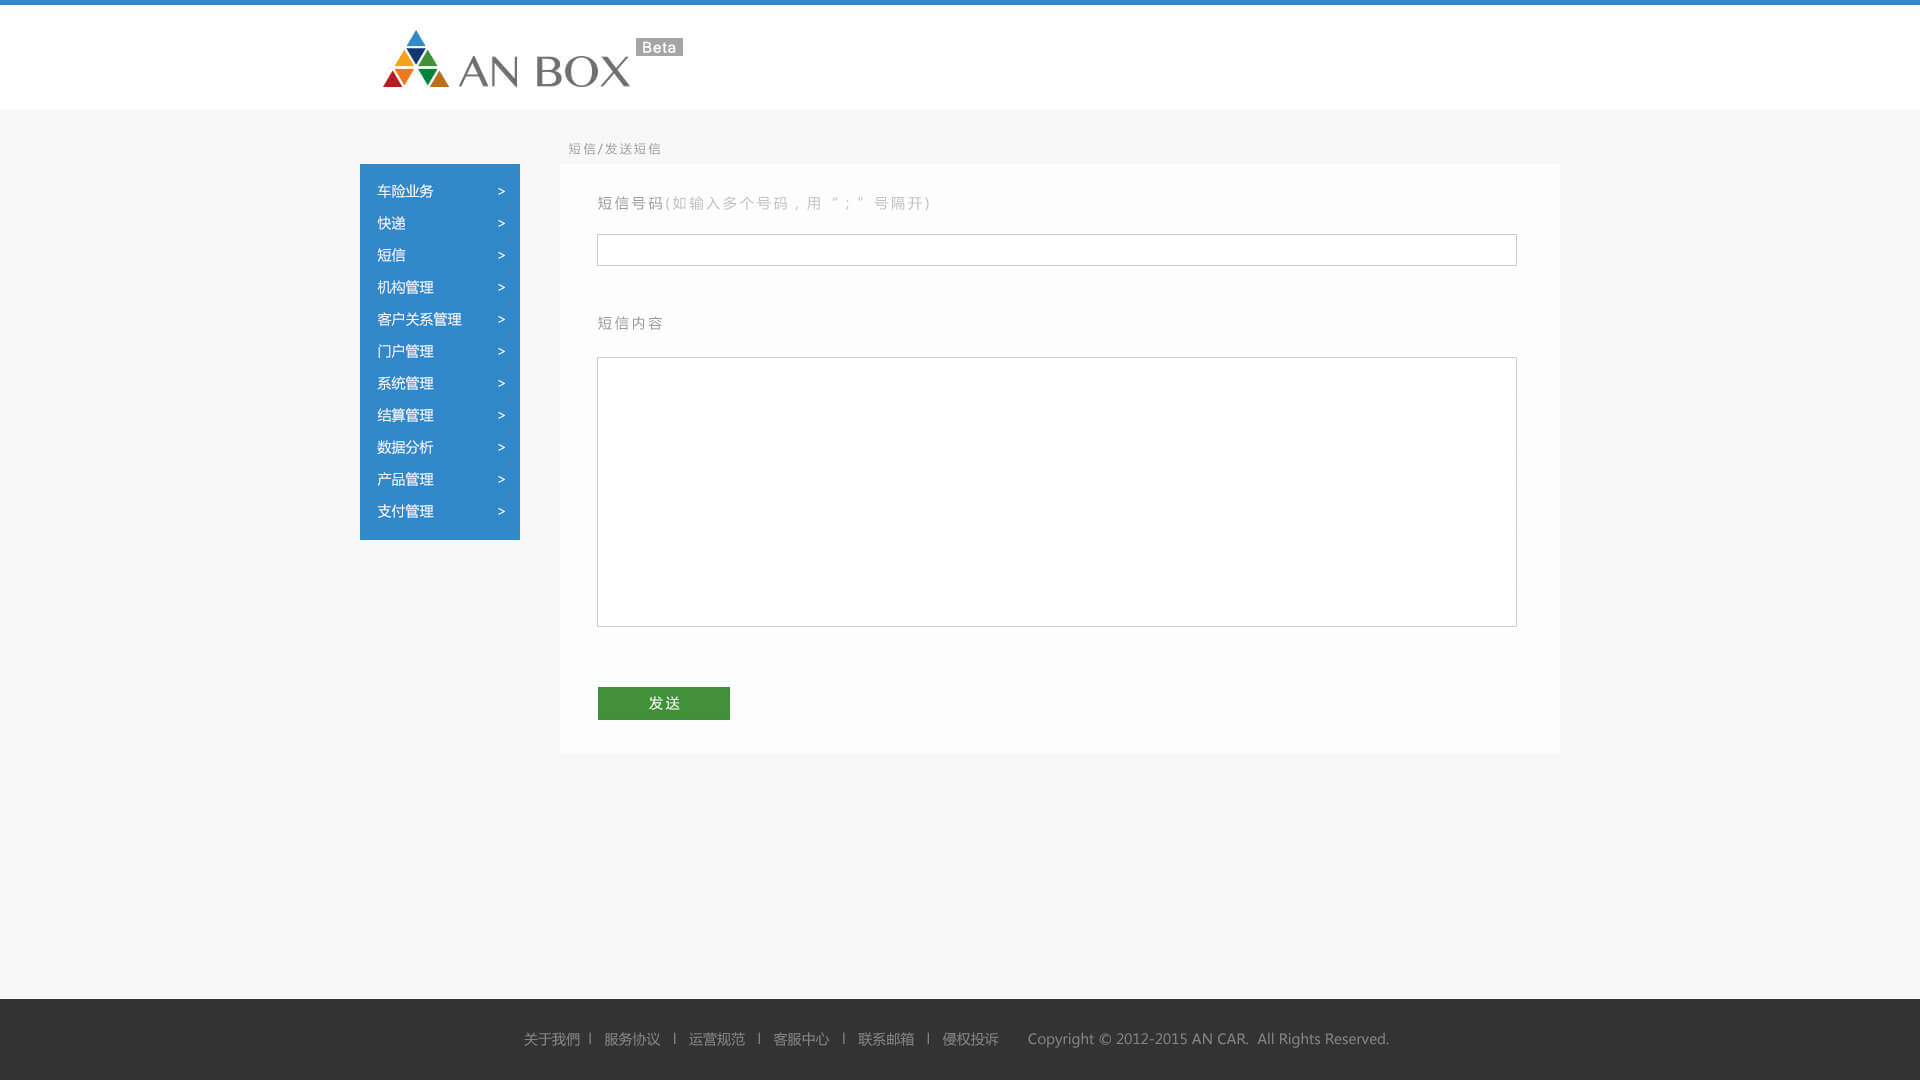 AN BOX Beta
短信/发送短信
车险业务 >
快递 >
短信 >
机构管理 >
客户关系管理 >
门户管理 >
系统管理 >
结算管理 >
数据分析 >
产品管理 >
支付管理 >
短信号码(如输入多个号码，用“；”号隔开)
短信内容
发送
关于我們 | 服务协议 | 运营规范 | 客服中心 | 联系邮箱 | 侵权投诉 Copyright © 2012-2015 AN CAR. All Rights Reserved.